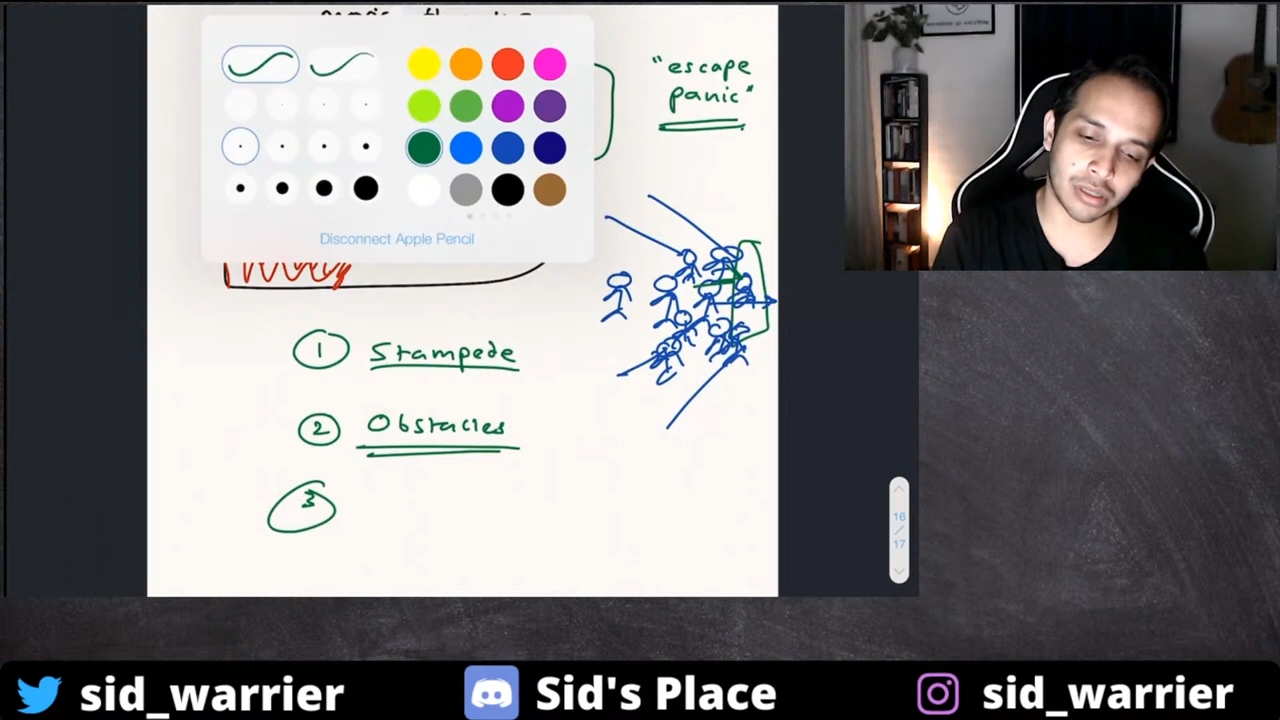 "escape
panic"
Disconnect Apple Pencil
1 Stampede
2 Obstacles
3
16
/
17
sid_warrier
Sid's Place
sid_warrier